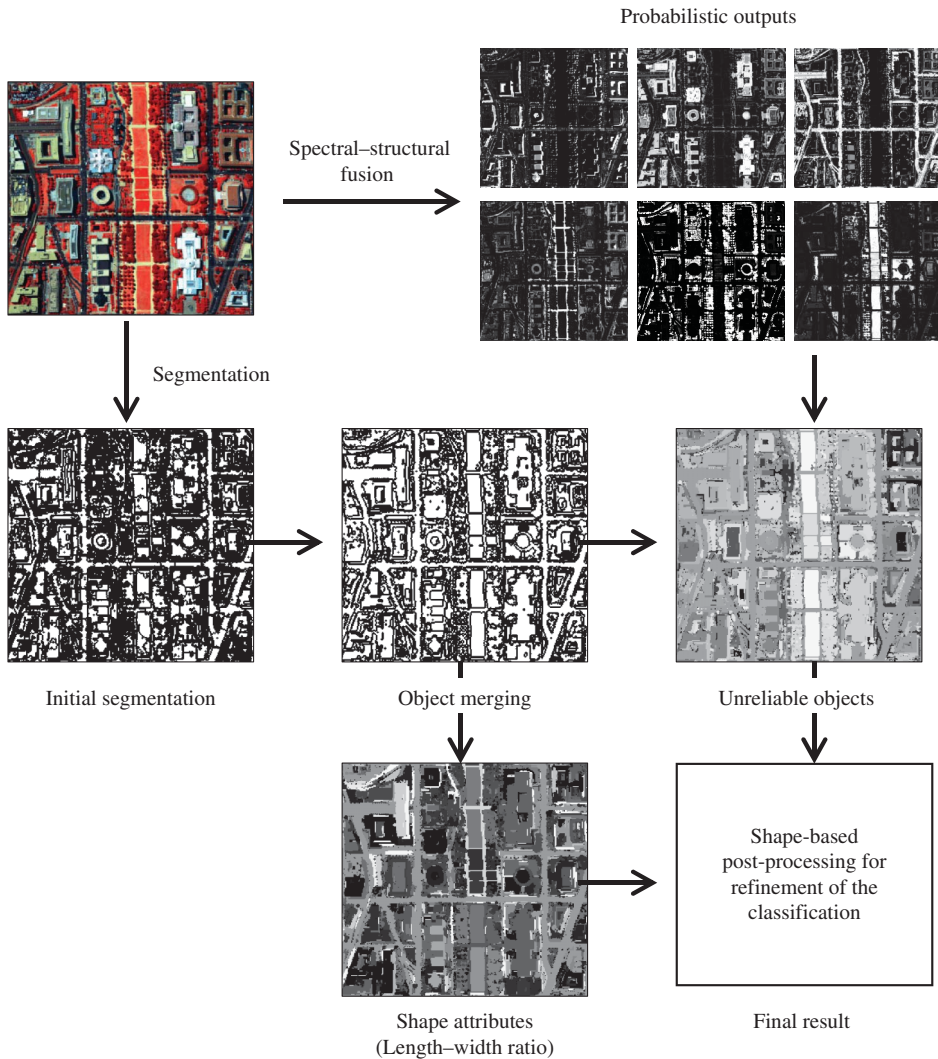 Probabilistic outputs
Spectral–structural
fusion
Segmentation
Initial segmentation
Object merging
Unreliable objects
Shape-based
post-processing for
refinement of the
classification
Shape attributes
(Length–width ratio)
Final result